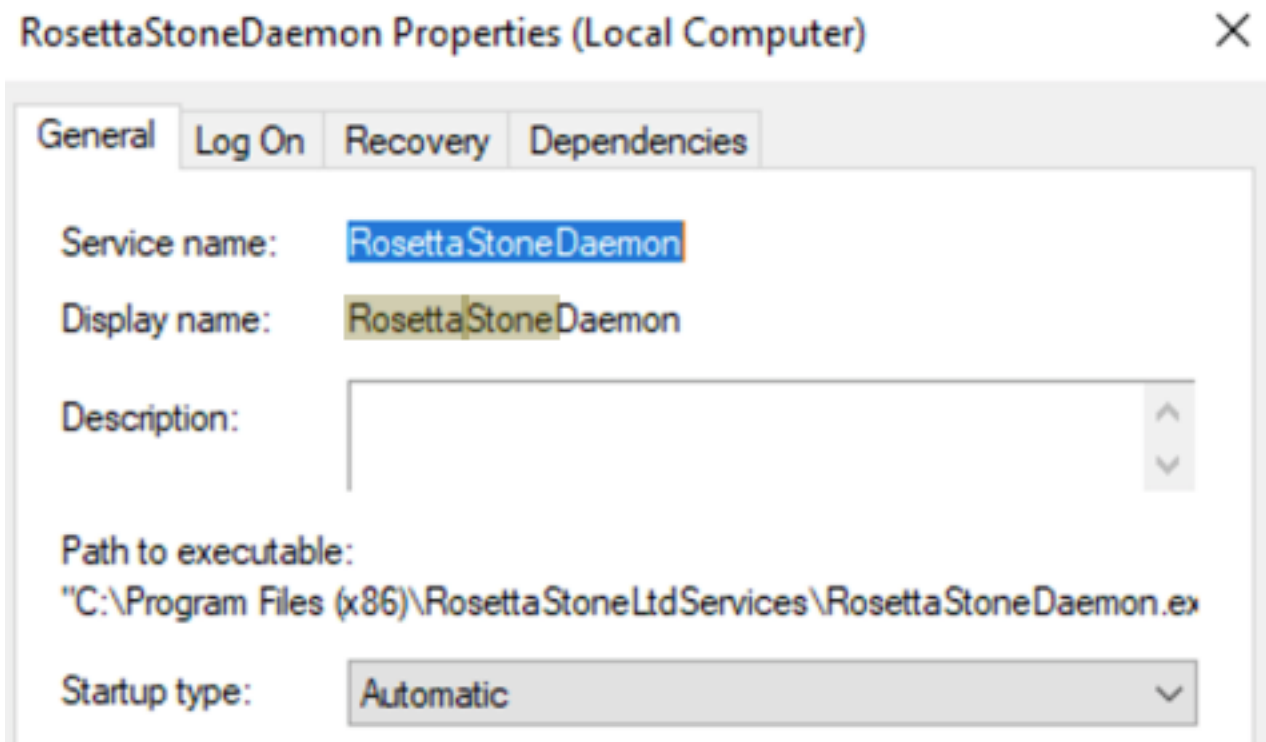 RosettaStoneDaemon Properties (Local Computer)
General Log On Recovery Dependencies
Service name: RosettaStoneDaemon
Display name: RosettaStoneDaemon
Description:
Path to executable:
"C:\Program Files (x86)\RosettaStoneLtdServices\RosettaStoneDaemon.ex
Startup type: Automatic